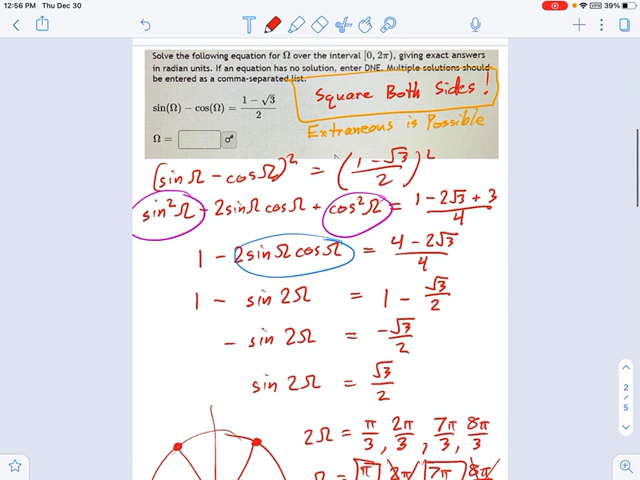 12:56 PM Thu Dec 30
39%
Solve the following equation for Ω over the interval [0, 2π), giving exact answers
in radian units. If an equation has no solution, enter DNE. Multiple solutions should
be entered as a comma-separated list.
sin(Ω) − cos(Ω) = (1 − √3)/2
Ω =
σ⁴
Square Both Sides!
Extraneous is Possible
(sinΩ − cosΩ)² = ((1 − √3)/2)²
sin²Ω − 2sinΩ cosΩ + cos²Ω = (1 − 2√3 + 3)/4
1 − 2sinΩ cosΩ = (4 − 2√3)/4
1 − sin 2Ω = 1 − √3/2
− sin 2Ω = −√3/2
sin 2Ω = √3/2
2Ω = π/3, 2π/3, 7π/3, 8π/3
2
/5